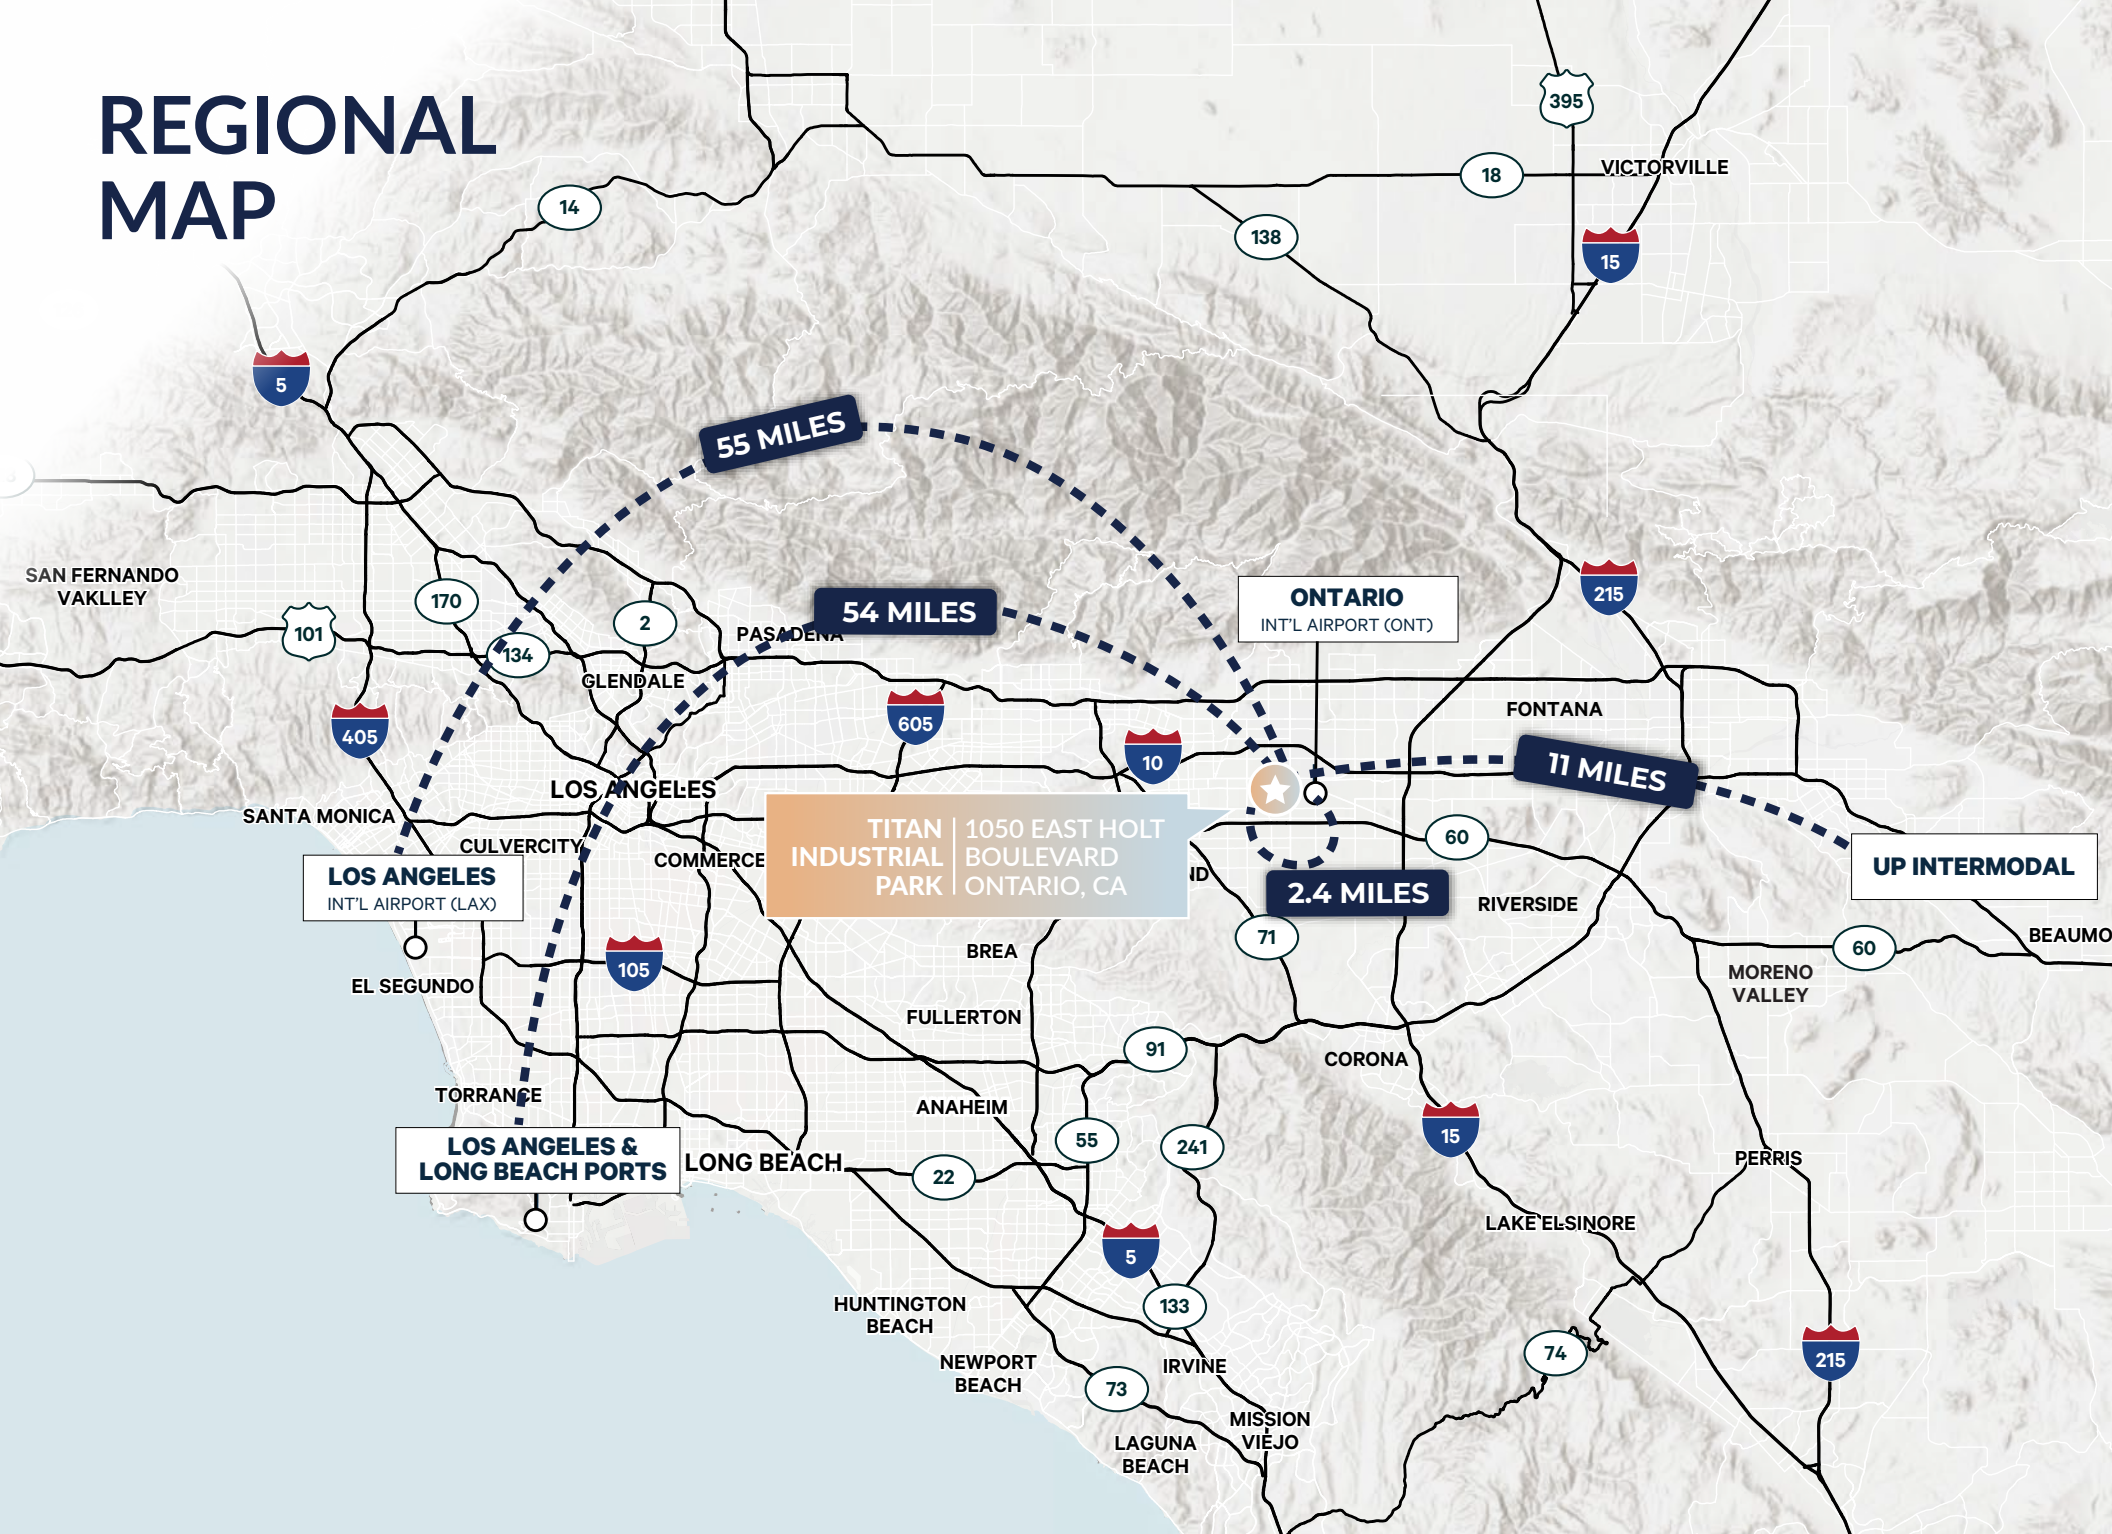 REGIONAL
MAP
395
18
VICTORVILLE
14
138
15
5
55 MILES
SAN FERNANDO
VAKLLEY
170
101
2
134
PASADENA
54 MILES
ONTARIO
INT'L AIRPORT (ONT)
215
GLENDALE
405
605
10
FONTANA
11 MILES
LOS ANGELES
SANTA MONICA
CULVERCITY
COMMERCE
TITAN
INDUSTRIAL
PARK
1050 EAST HOLT
BOULEVARD
ONTARIO, CA
60
UP INTERMODAL
LOS ANGELES
INT'L AIRPORT (LAX)
ND
2.4 MILES
RIVERSIDE
71
BEAUMO
60
BREA
105
EL SEGUNDO
MORENO
VALLEY
FULLERTON
91
CORONA
TORRANCE
ANAHEIM
55
241
15
LOS ANGELES &
LONG BEACH PORTS
LONG BEACH
22
PERRIS
LAKE ELSINORE
5
133
HUNTINGTON
BEACH
74
215
NEWPORT
BEACH
IRVINE
73
MISSION
VIEJO
LAGUNA
BEACH